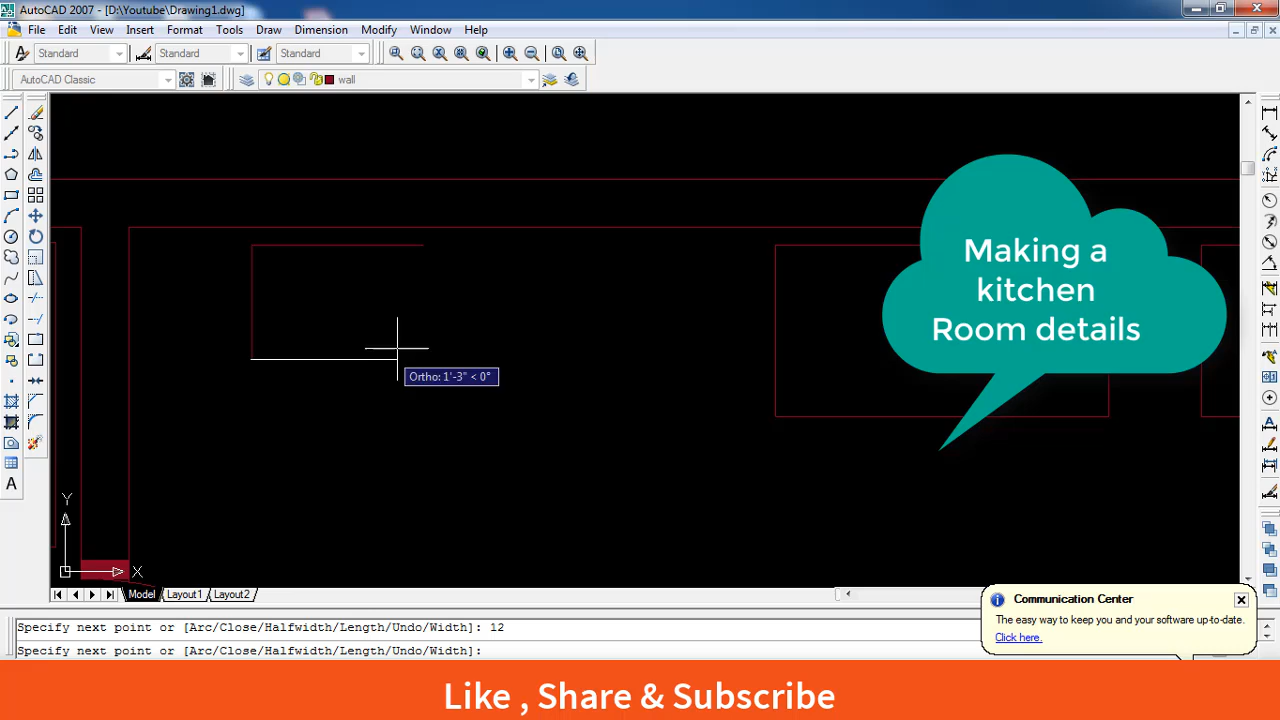 AutoCAD 2007 - [D:\Youtube\Drawing1.dwg]
File Edit View Insert Format Tools Draw Dimension Modify Window Help
Standard Standard Standard
AutoCAD Classic wall
Making a
kitchen
Room details
Ortho: 1'-3" < 0°
Y
X
Model Layout1 Layout2
Communication Center
The easy way to keep you and your software up-to-date.
Click here.
Specify next point or [Arc/Close/Halfwidth/Length/Undo/Width]: 12
Specify next point or [Arc/Close/Halfwidth/Length/Undo/Width]:
Like , Share & Subscribe